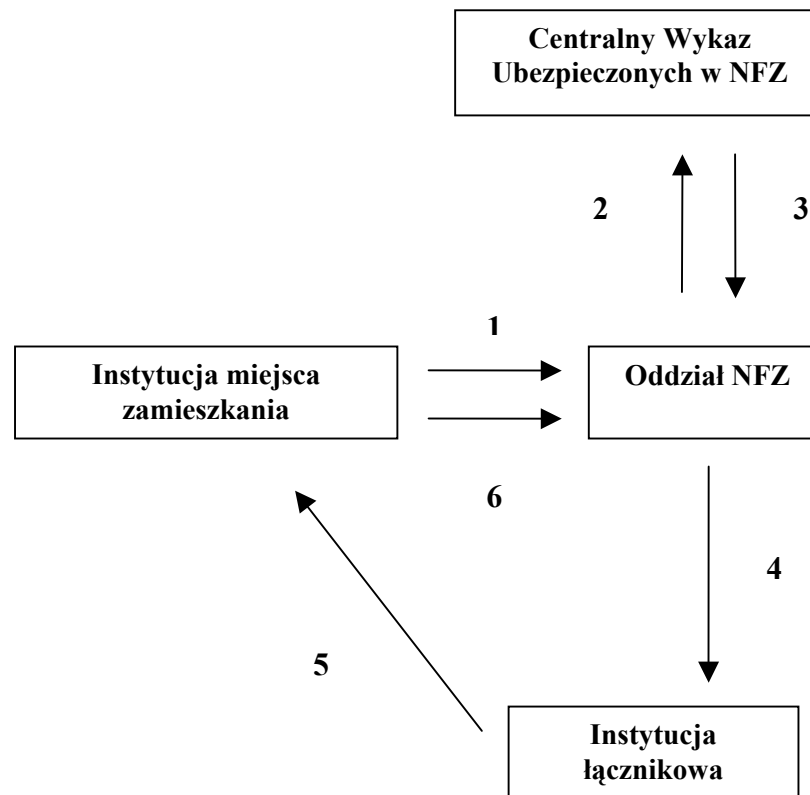 Centralny Wykaz
Ubezpieczonych w NFZ
2
3
1
Instytucja miejsca
zamieszkania
Oddział NFZ
6
4
5
Instytucja
łącznikowa